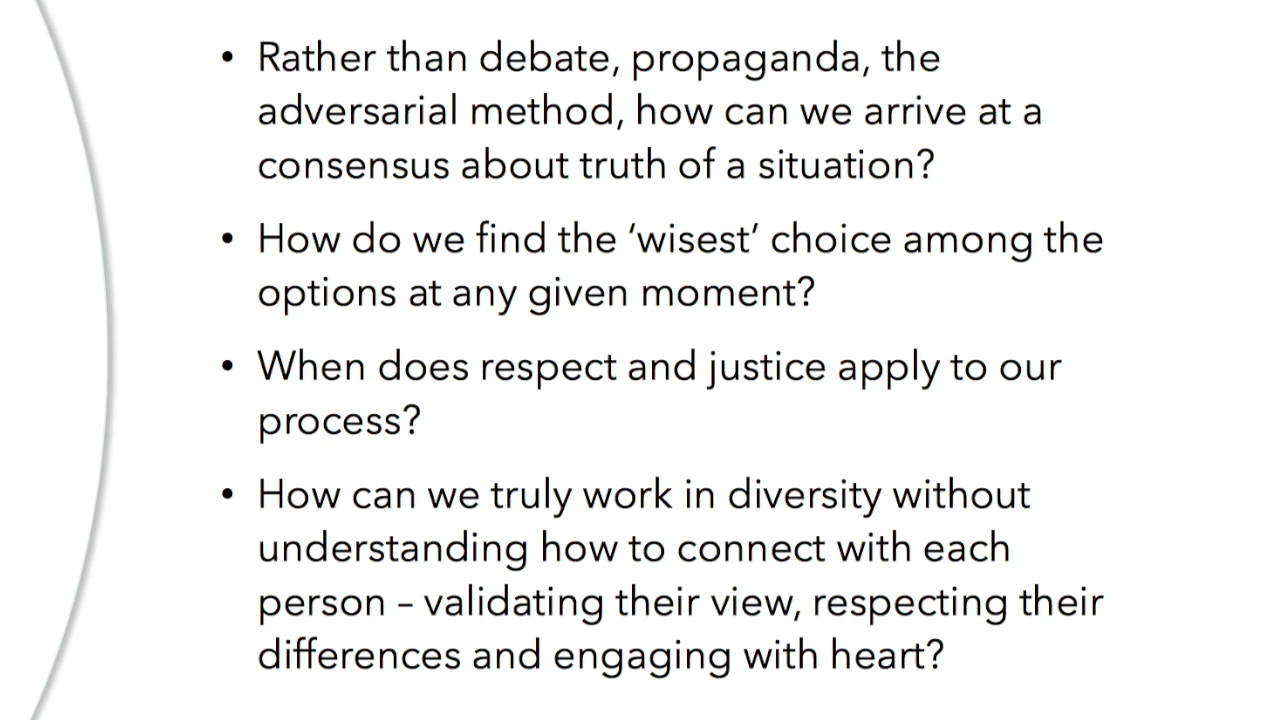 • Rather than debate, propaganda, the
adversarial method, how can we arrive at a
consensus about truth of a situation?
• How do we find the ‘wisest’ choice among the
options at any given moment?
• When does respect and justice apply to our
process?
• How can we truly work in diversity without
understanding how to connect with each
person – validating their view, respecting their
differences and engaging with heart?